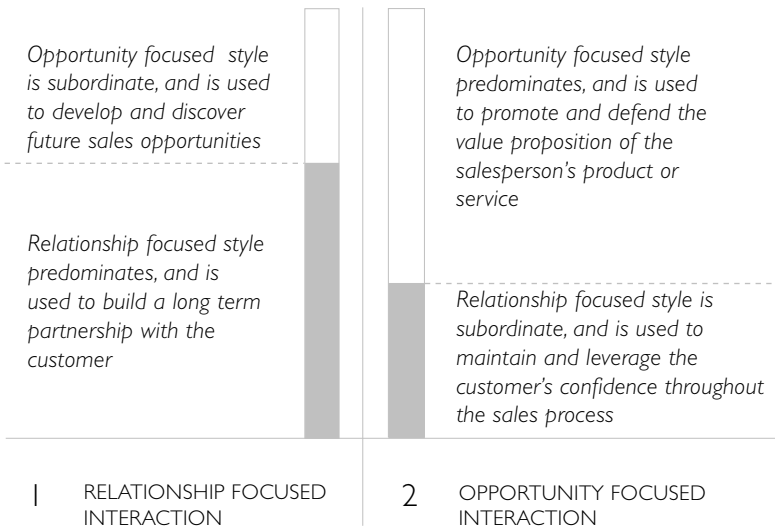 Opportunity focused style
is subordinate, and is used
to develop and discover
future sales opportunities
Relationship focused style
predominates, and is
used to build a long term
partnership with the
customer
1 RELATIONSHIP FOCUSED
INTERACTION
Opportunity focused style
predominates, and is used
to promote and defend the
value proposition of the
salesperson's product or
service
Relationship focused style is
subordinate, and is used to
maintain and leverage the
customer's confidence throughout
the sales process
2 OPPORTUNITY FOCUSED
INTERACTION